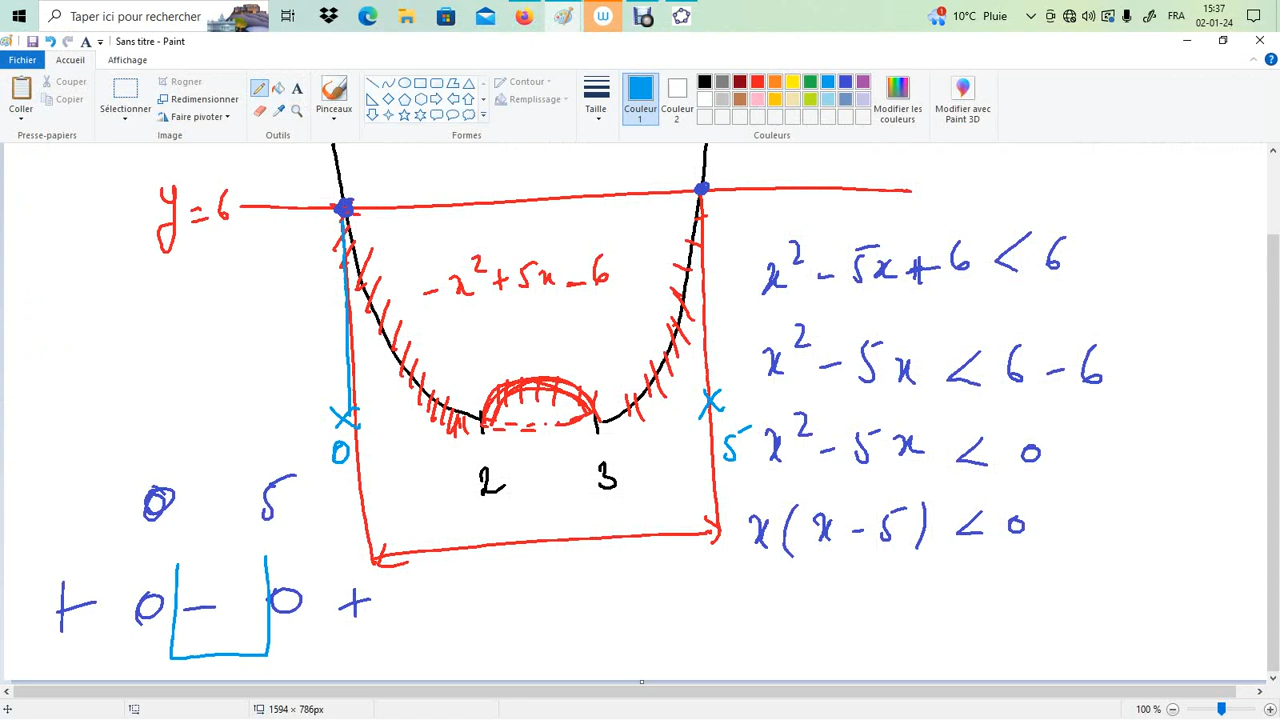 Taper ici pour rechercher
10°C Pluie
FRA
15:37
02-01-24
Sans titre - Paint
Fichier
Accueil
Affichage
Coller
Couper
Copier
Presse-papiers
Sélectionner
Rogner
Redimensionner
Faire pivoter
Image
Outils
Pinceaux
Contour
Remplissage
Formes
Taille
Couleur 1
Couleur 2
Modifier les couleurs
Couleurs
Modifier avec Paint 3D
y = 6
-x² + 5x - 6
x² - 5x + 6 < 6
x² - 5x < 6 - 6
x² - 5x < 0
x(x - 5) < 0
0
2
3
5
0 5
+ 0 - 0 +
1594 × 786px
100 %